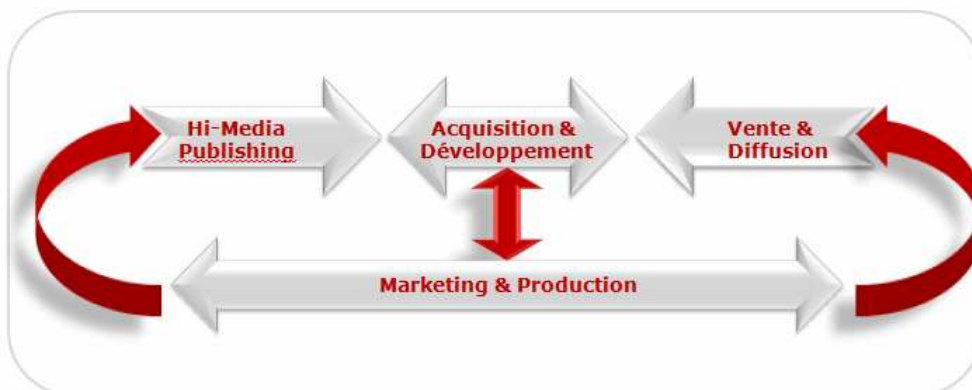 Hi-Media
Publishing
Acquisition &
Développement
Vente &
Diffusion
Marketing & Production